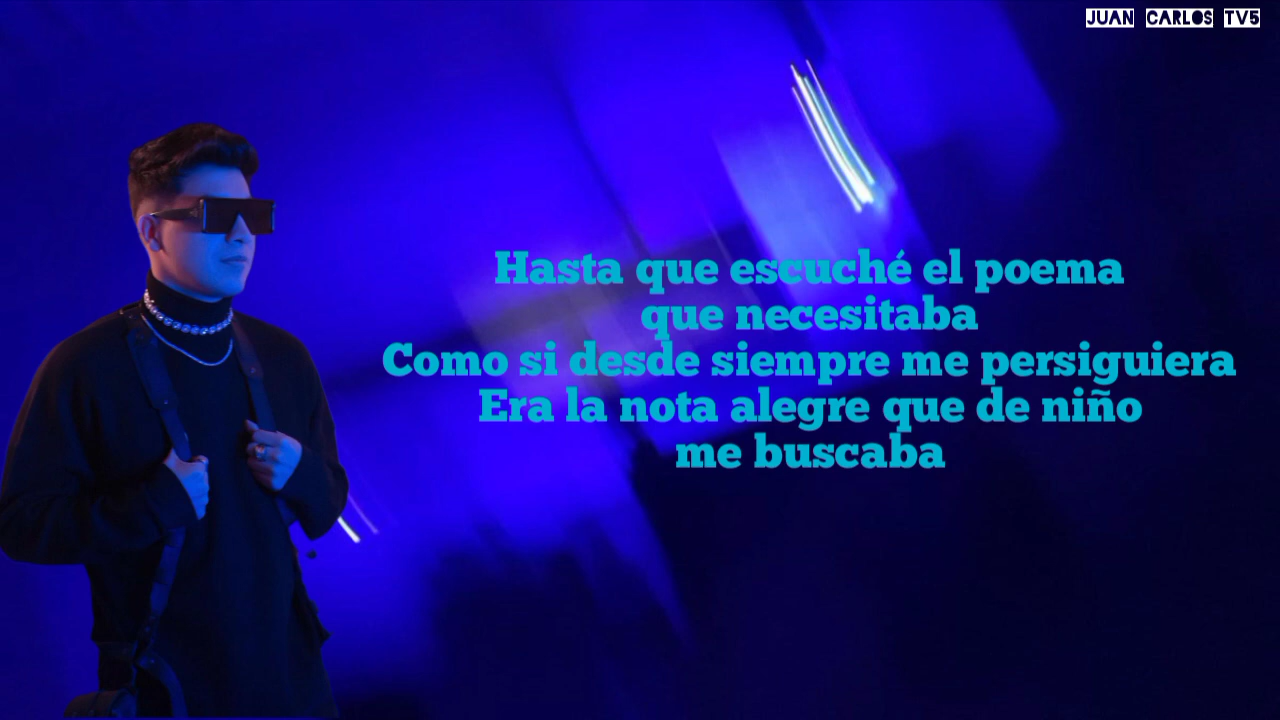 JUAN CARLOS TV5
Hasta que escuché el poema
que necesitaba
Como si desde siempre me persiguiera
Era la nota alegre que de niño
me buscaba